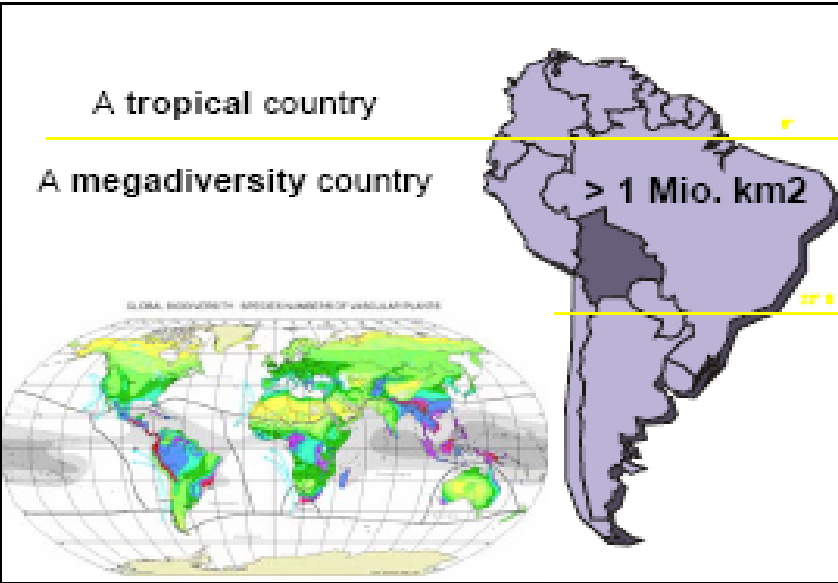 A tropical country
A megadiversity country
> 1 Mio. km2
GLOBAL BIODIVERSITY: SPECIES NUMBERS OF VASCULAR PLANTS